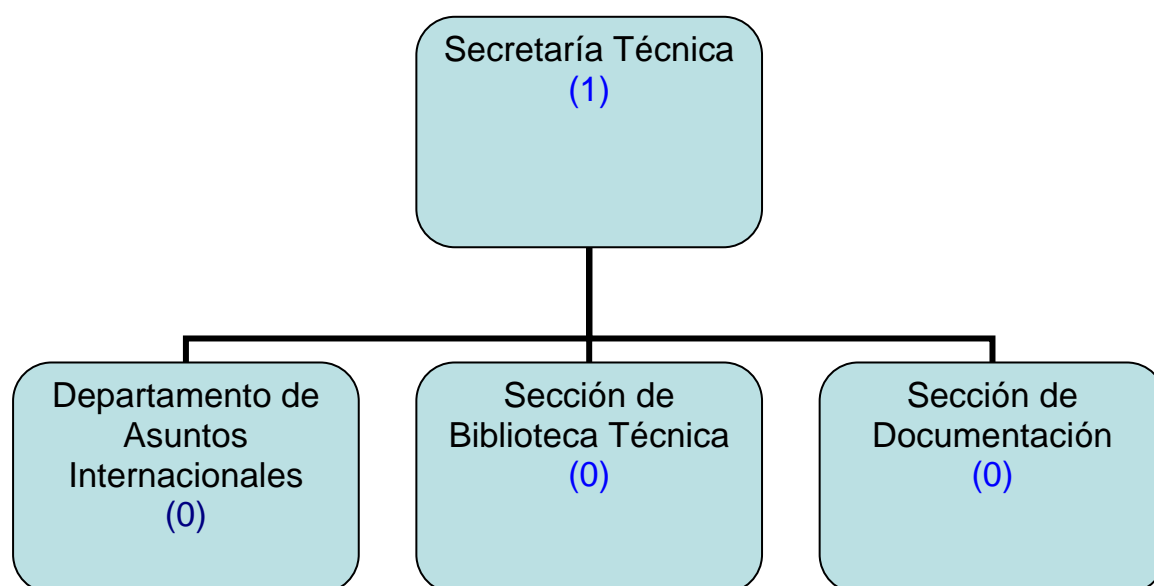 Secretaría Técnica
(1)
Departamento de
Asuntos
Internacionales
(0)
Sección de
Biblioteca Técnica
(0)
Sección de
Documentación
(0)